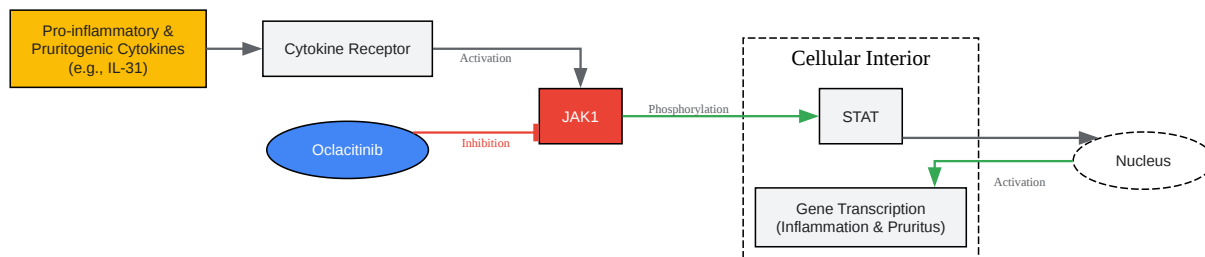 Pro-inflammatory &
Pruritogenic Cytokines
(e.g., IL-31)
Cytokine Receptor
Activation
Cellular Interior
JAK1
Phosphorylation
STAT
Oclacitinib
Inhibition
Nucleus
Activation
Gene Transcription
(Inflammation & Pruritus)